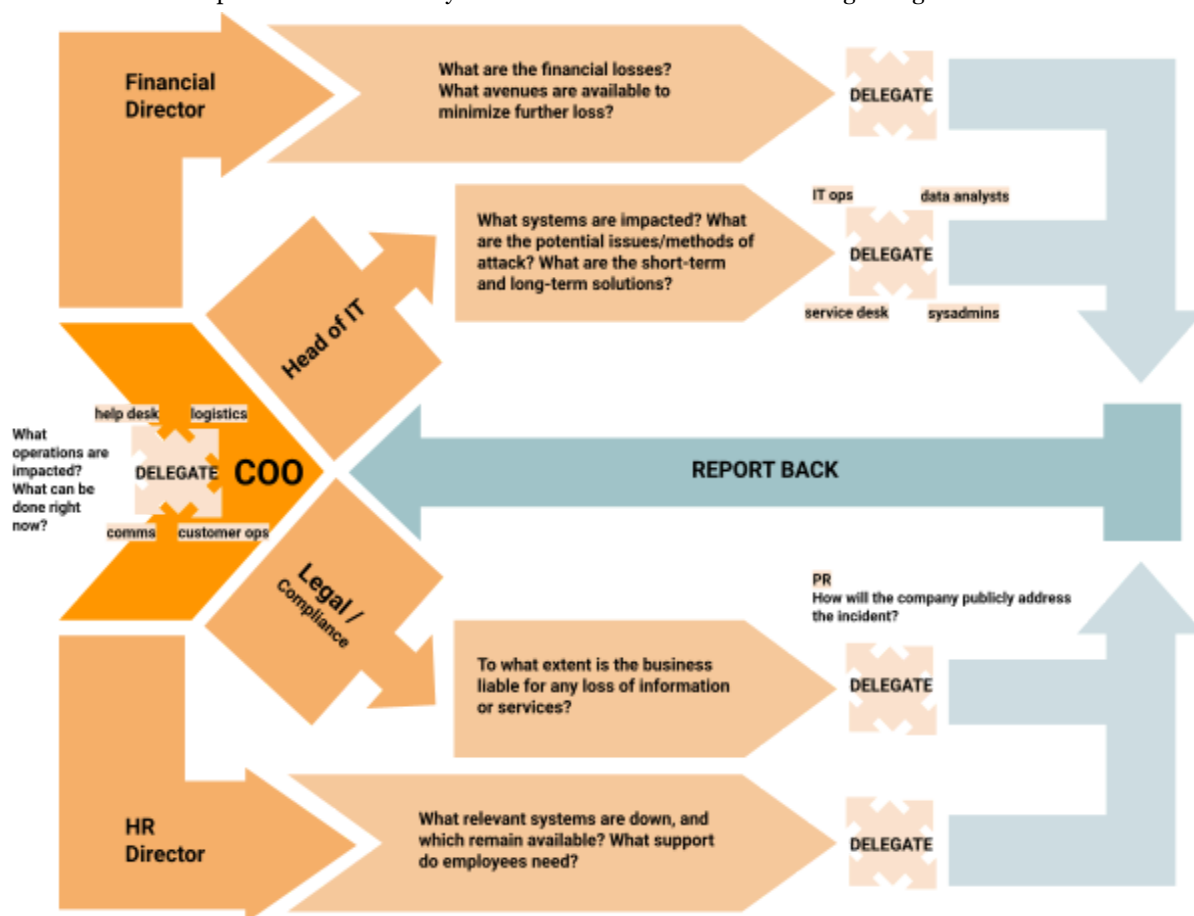 Financial
Director
What are the financial losses?
What avenues are available to
minimize further loss?
DELEGATE
Head of IT
What systems are impacted? What
are the potential issues/methods of
attack? What are the short-term
and long-term solutions?
IT ops
data analysts
DELEGATE
service desk
sysadmins
What
operations are
impacted?
What can be
done right
now?
help desk
logistics
DELEGATE
comms
customer ops
COO
REPORT BACK
Legal /
Compliance
To what extent is the business
liable for any loss of information
or services?
PR
How will the company publicly address
the incident?
DELEGATE
HR
Director
What relevant systems are down, and
which remain available? What support
do employees need?
DELEGATE